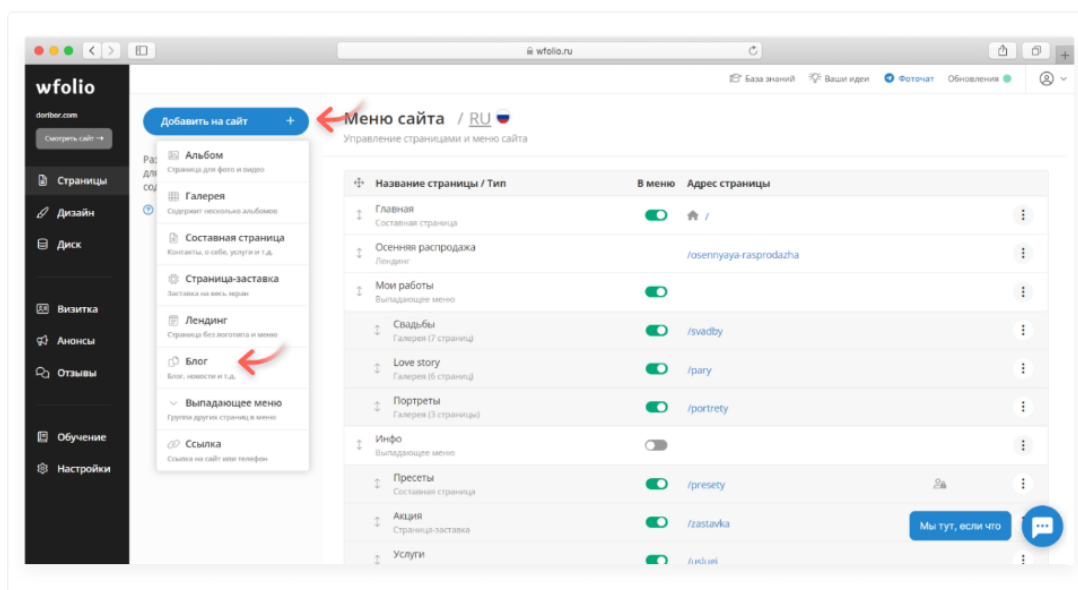 wfolio.ru
wfolio
База знаний
Ваши идеи
Фоточат
Обновления
doribor.com
Смотреть сайт →
Страницы
Дизайн
Диск
Визитка
Анонсы
Отзывы
Обучение
Настройки
Добавить на сайт +
Ра
для
сод
Альбом
Страница для фото и видео
Галерея
Содержит несколько альбомов
Составная страница
Контакты, о себе, услуги и т.д.
Страница-заставка
Заставка на весь экран
Лендинг
Страница без логотипа и меню
Блог
Блог, новости и т.д.
Выпадающее меню
Группа других страниц в меню
Ссылка
Ссылка на сайт или телефон
Меню сайта / RU
Управление страницами и меню сайта
Название страницы / Тип В меню Адрес страницы
Главная
Составная страница
/
Осенняя распродажа
Лендинг
/osennyaya-rasprodazha
Мои работы
Выпадающее меню
Свадьбы
Галерея (7 страниц)
/svadby
Love story
Галерея (6 страниц)
/pary
Портреты
Галерея (3 страницы)
/portrety
Инфо
Выпадающее меню
Пресеты
Составная страница
/presety
Акция
Страница-заставка
/zastavka
Услуги
/uslugi
Мы тут, если что